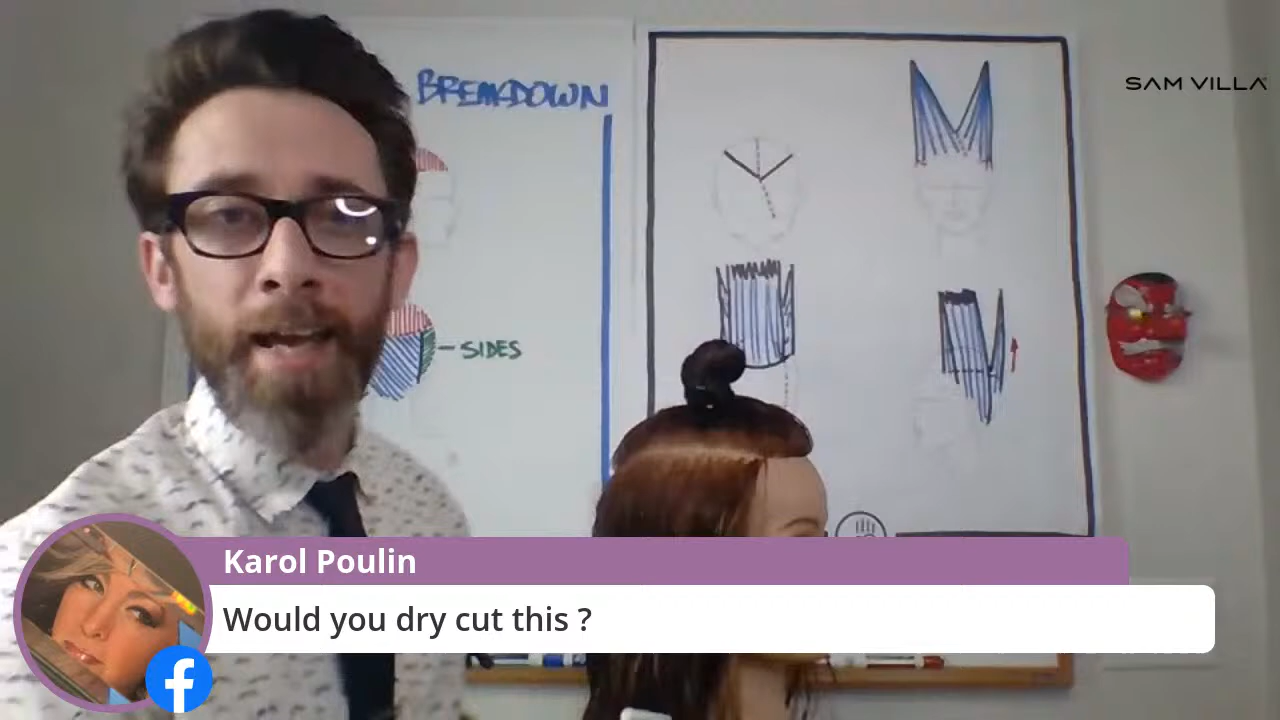 BREAKDOWN
SAM VILLA
SIDES
Karol Poulin
Would you dry cut this ?